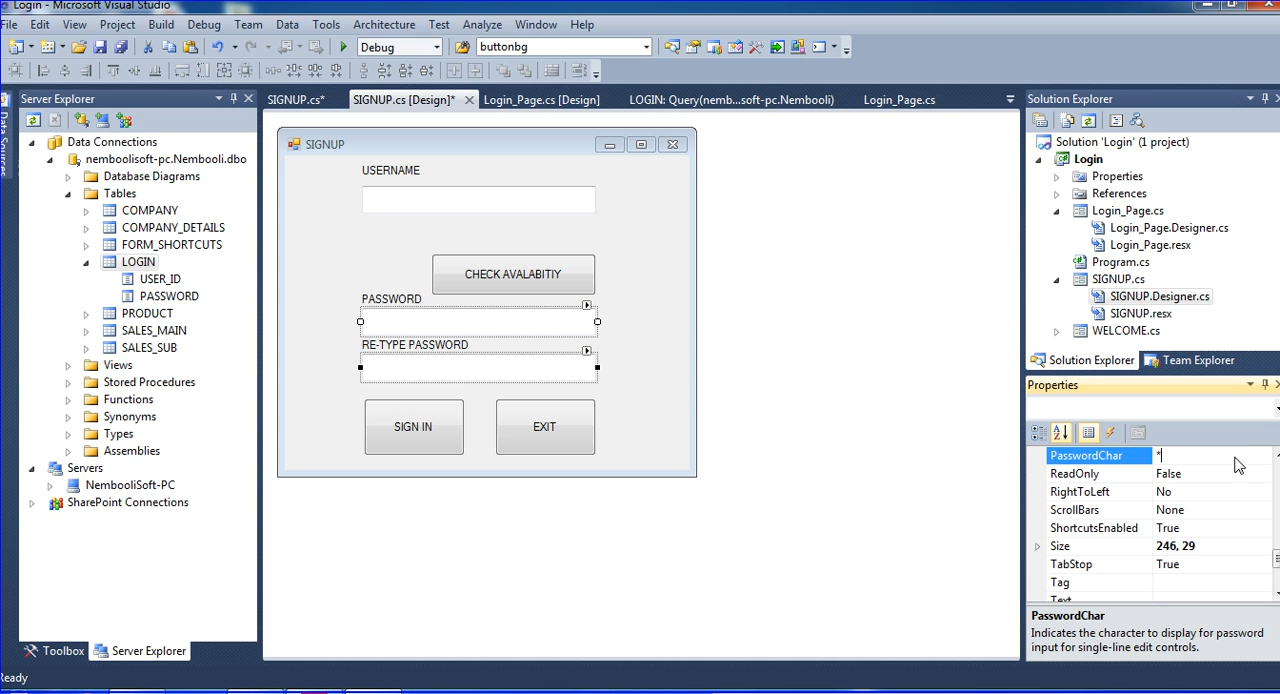 Login - Microsoft Visual Studio
File Edit View Project Build Debug Team Data Tools Architecture Test Analyze Window Help
Debug buttonbg
Server Explorer
SIGNUP.cs* SIGNUP.cs [Design]* Login_Page.cs [Design] LOGIN: Query(nemb...soft-pc.Nembooli) Login_Page.cs
Solution Explorer
Data Sources
Data Connections
nemboolisoft-pc.Nembooli.dbo
Database Diagrams
Tables
COMPANY
COMPANY_DETAILS
FORM_SHORTCUTS
LOGIN
USER_ID
PASSWORD
PRODUCT
SALES_MAIN
SALES_SUB
Views
Stored Procedures
Functions
Synonyms
Types
Assemblies
Servers
NembooliSoft-PC
SharePoint Connections
Toolbox Server Explorer
SIGNUP
USERNAME
CHECK AVALABITIY
PASSWORD
RE-TYPE PASSWORD
SIGN IN EXIT
Solution 'Login' (1 project)
Login
Properties
References
Login_Page.cs
Login_Page.Designer.cs
Login_Page.resx
Program.cs
SIGNUP.cs
SIGNUP.Designer.cs
SIGNUP.resx
WELCOME.cs
Solution Explorer Team Explorer
Properties
PasswordChar *
ReadOnly False
RightToLeft No
ScrollBars None
ShortcutsEnabled True
Size 246, 29
TabStop True
Tag
Text
PasswordChar
Indicates the character to display for password
input for single-line edit controls.
Ready